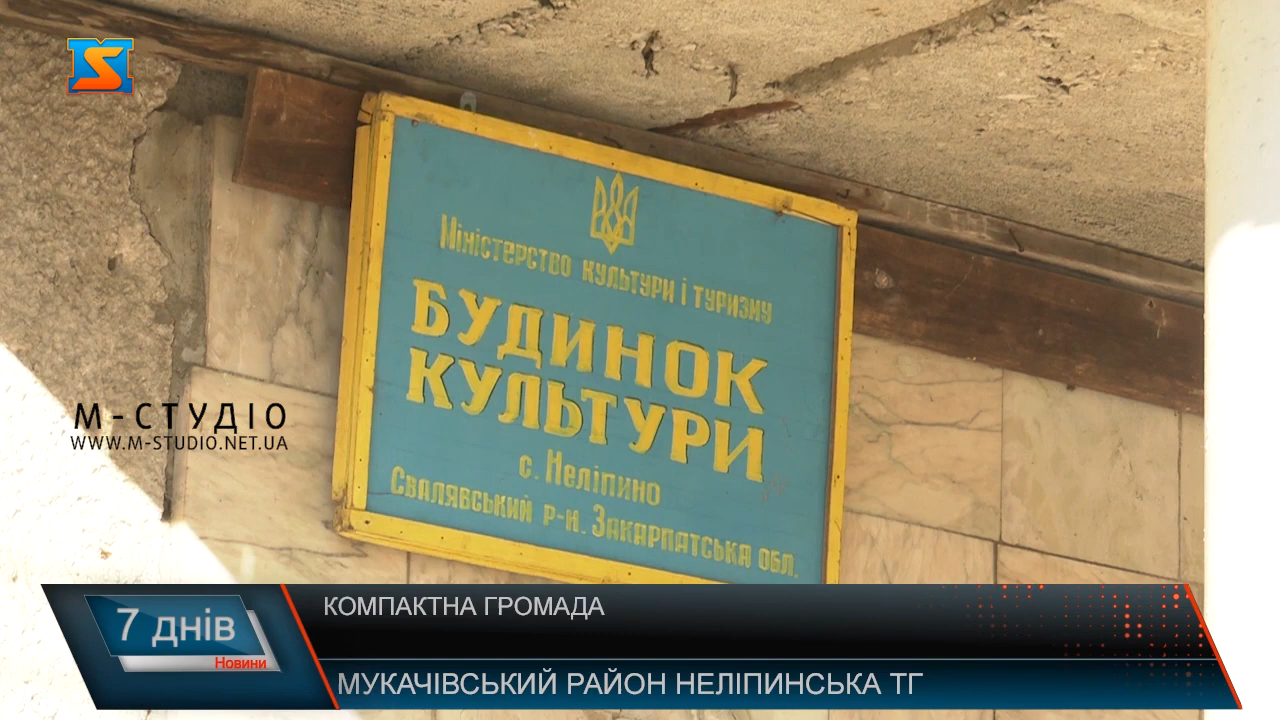 Міністерство культури і туризму
БУДИНОК
КУЛЬТУРИ
с. Неліпино
Свалявський р-н. Закарпатська обл.
М-СТУДІО
WWW.M-STUDIO.NET.UA
7 днів
Новини
КОМПАКТНА ГРОМАДА
МУКАЧІВСЬКИЙ РАЙОН НЕЛІПИНСЬКА ТГ